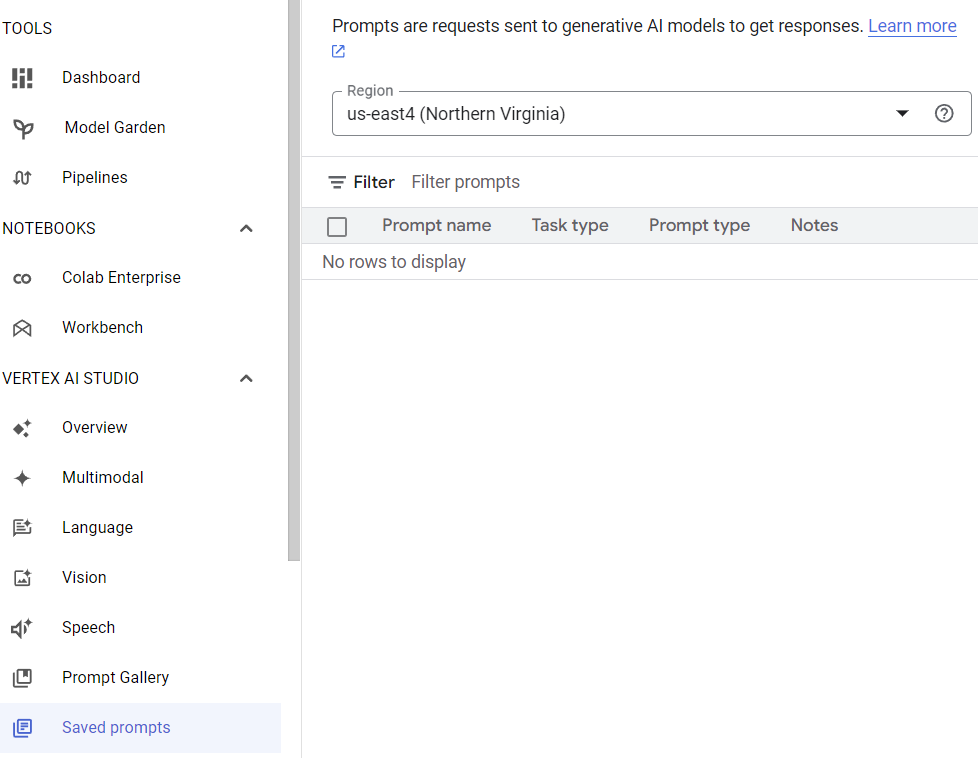 TOOLS
Dashboard
Model Garden
Pipelines
NOTEBOOKS
Colab Enterprise
Workbench
VERTEX AI STUDIO
Overview
Multimodal
Language
Vision
Speech
Prompt Gallery
Saved prompts
Prompts are requests sent to generative AI models to get responses. Learn more
Region
us-east4 (Northern Virginia)
Filter Filter prompts
Prompt name Task type Prompt type Notes
No rows to display